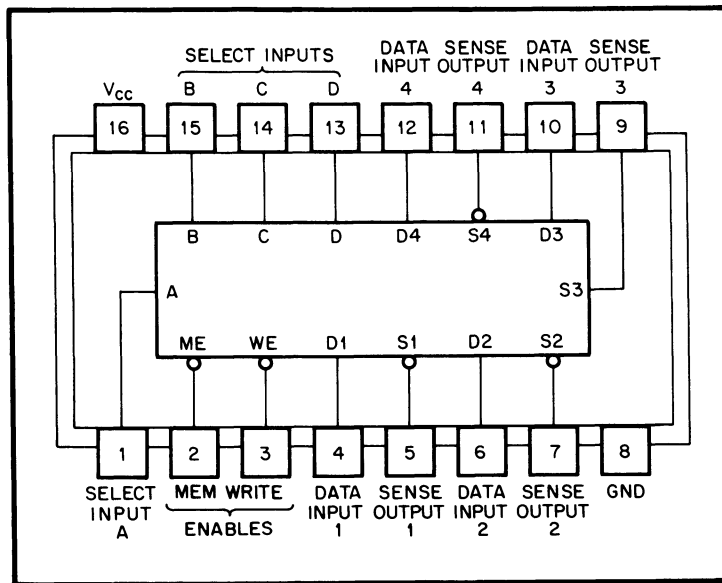 SELECT INPUTS
DATA INPUT 4
SENSE OUTPUT 4
DATA INPUT 3
SENSE OUTPUT 3
VCC
B C D
16 15 14 13 12 11 10 9
B C D D4 S4 D3
A
S3
ME WE D1 S1 D2 S2
1 2 3 4 5 6 7 8
SELECT INPUT A
MEM WRITE
ENABLES
DATA INPUT 1
SENSE OUTPUT 1
DATA INPUT 2
SENSE OUTPUT 2
GND